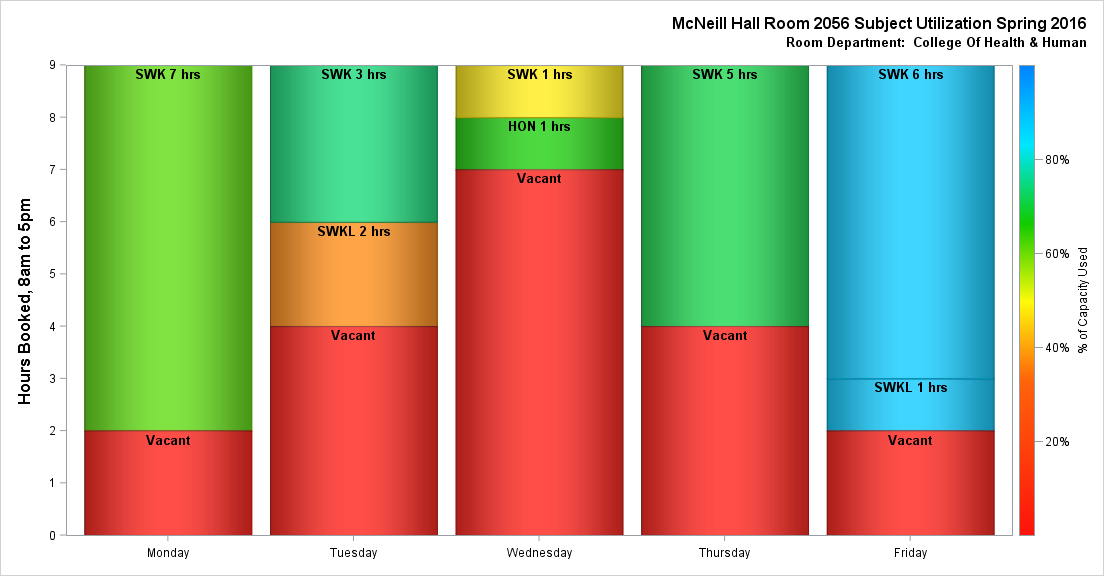 McNeill Hall Room 2056 Subject Utilization Spring 2016
Room Department: College Of Health & Human
Hours Booked, 8am to 5pm
9
8
7
6
5
4
3
2
1
0
SWK 7 hrs
Vacant
SWK 3 hrs
SWKL 2 hrs
Vacant
SWK 1 hrs
HON 1 hrs
Vacant
SWK 5 hrs
Vacant
SWK 6 hrs
SWKL 1 hrs
Vacant
Monday
Tuesday
Wednesday
Thursday
Friday
80%
60%
40%
20%
% of Capacity Used